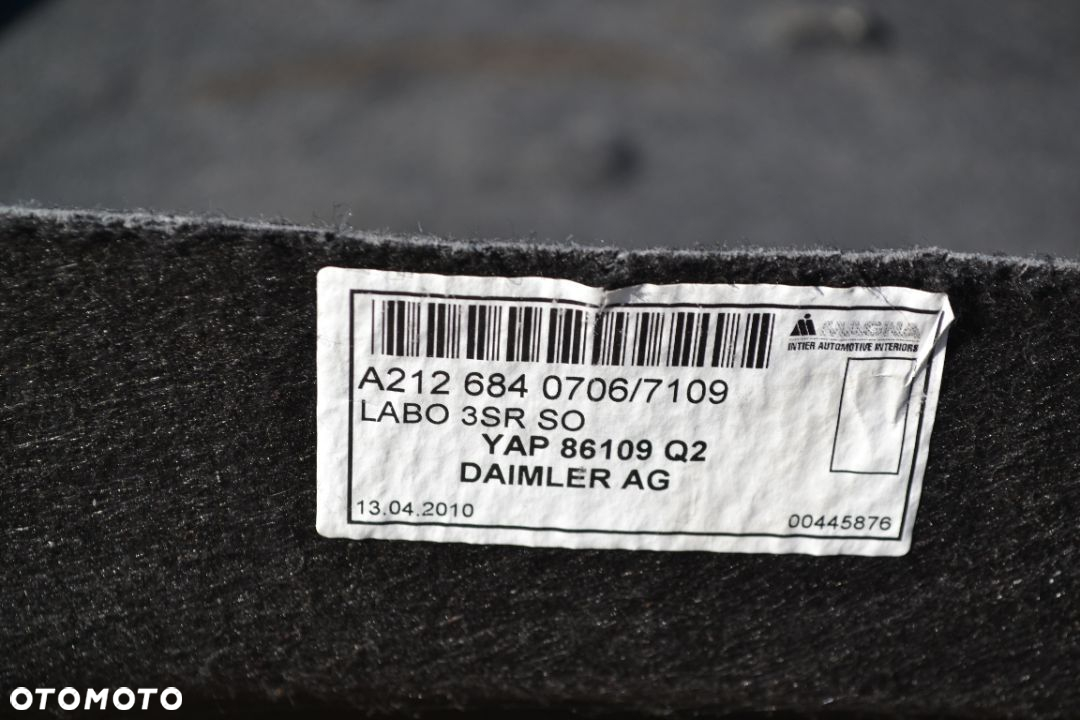 MAGNA
INTIER AUTOMOTIVE INTERIORS
A212 684 0706/7109
LABO 3SR SO
YAP 86109 Q2
DAIMLER AG
13.04.2010
00445876
OTOMOTO